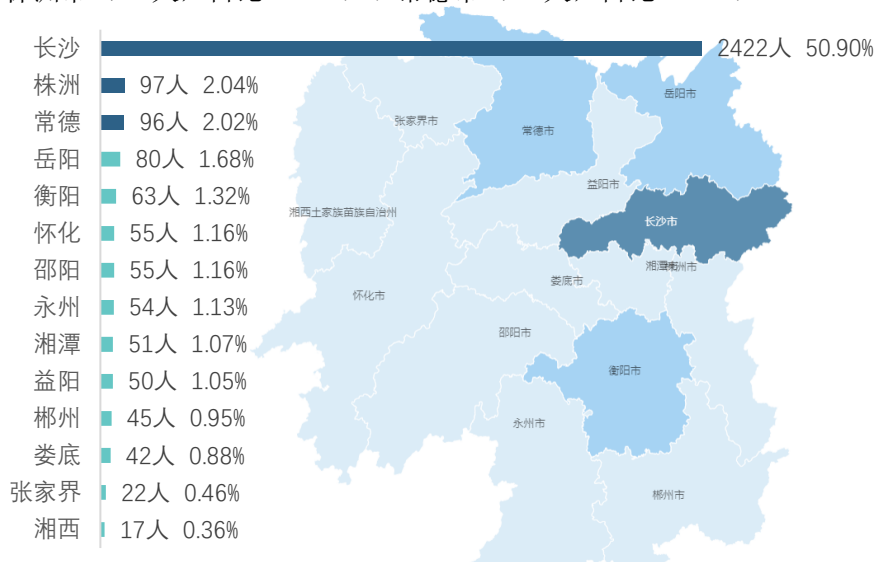 长沙 2422人 50.90%
株洲 97人 2.04%
常德 96人 2.02%
岳阳 80人 1.68%
衡阳 63人 1.32%
怀化 55人 1.16%
邵阳 55人 1.16%
永州 54人 1.13%
湘潭 51人 1.07%
益阳 50人 1.05%
郴州 45人 0.95%
娄底 42人 0.88%
张家界 22人 0.46%
湘西 17人 0.36%
岳阳市
张家界市
常德市
益阳市
湘西土家族苗族自治州
长沙市
湘潭市
株洲市
娄底市
怀化市
邵阳市
衡阳市
永州市
郴州市